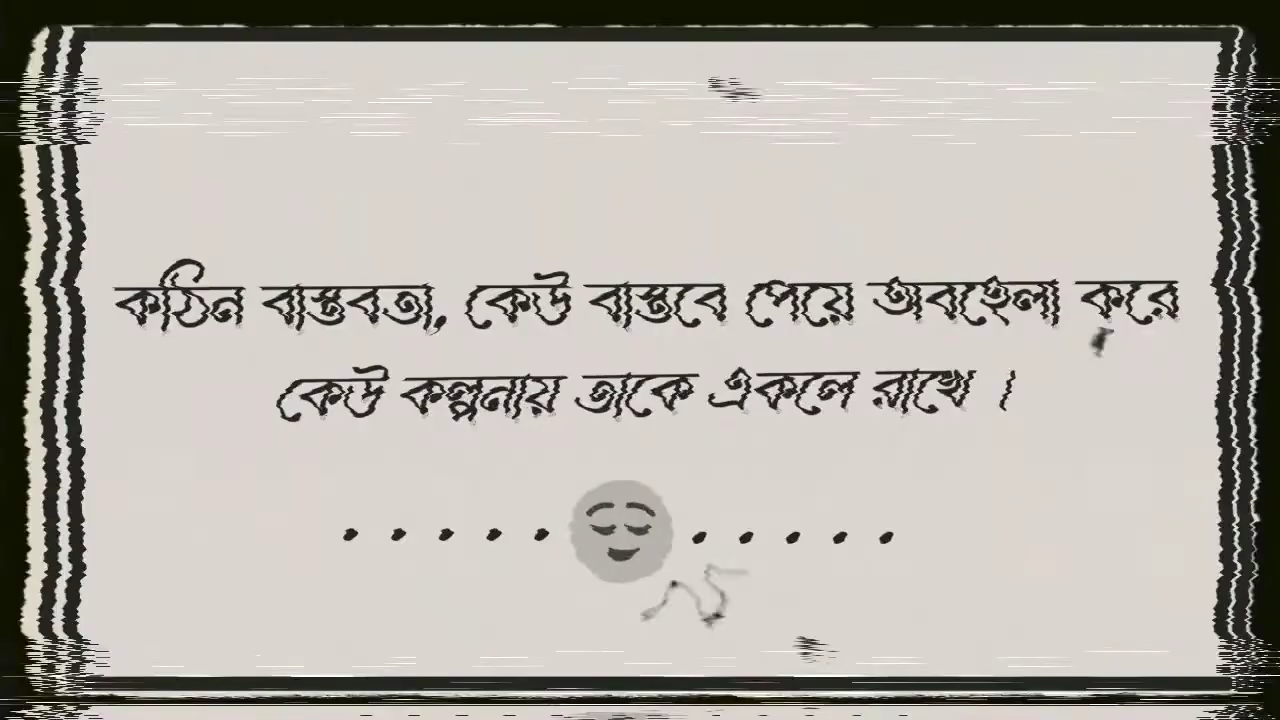 কঠিন বাস্তবতা, কেউ বাস্তবে পেয়ে অবহেলা করে
কেউ কল্পনায় তাকে একলে রাখে ।
. . . . . 😌 . . . . .